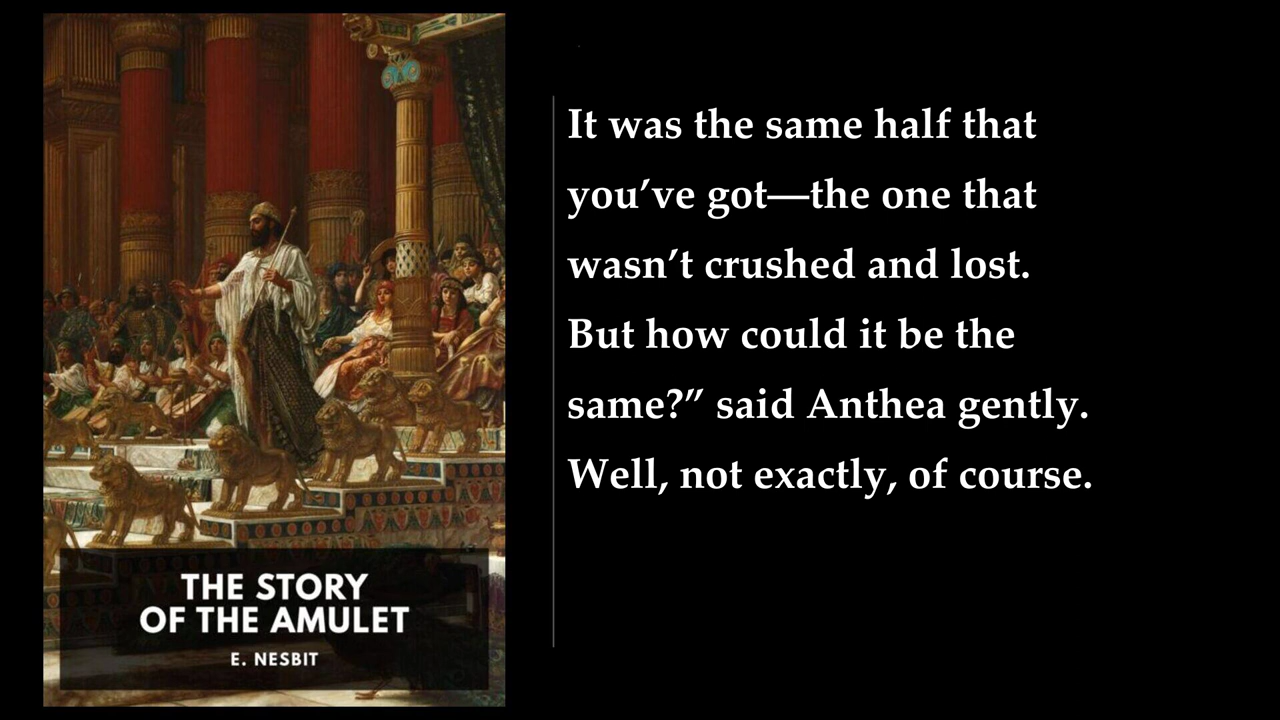 THE STORY
OF THE AMULET
E. NESBIT
It was the same half that
you’ve got—the one that
wasn’t crushed and lost.
But how could it be the
same?” said Anthea gently.
Well, not exactly, of course.